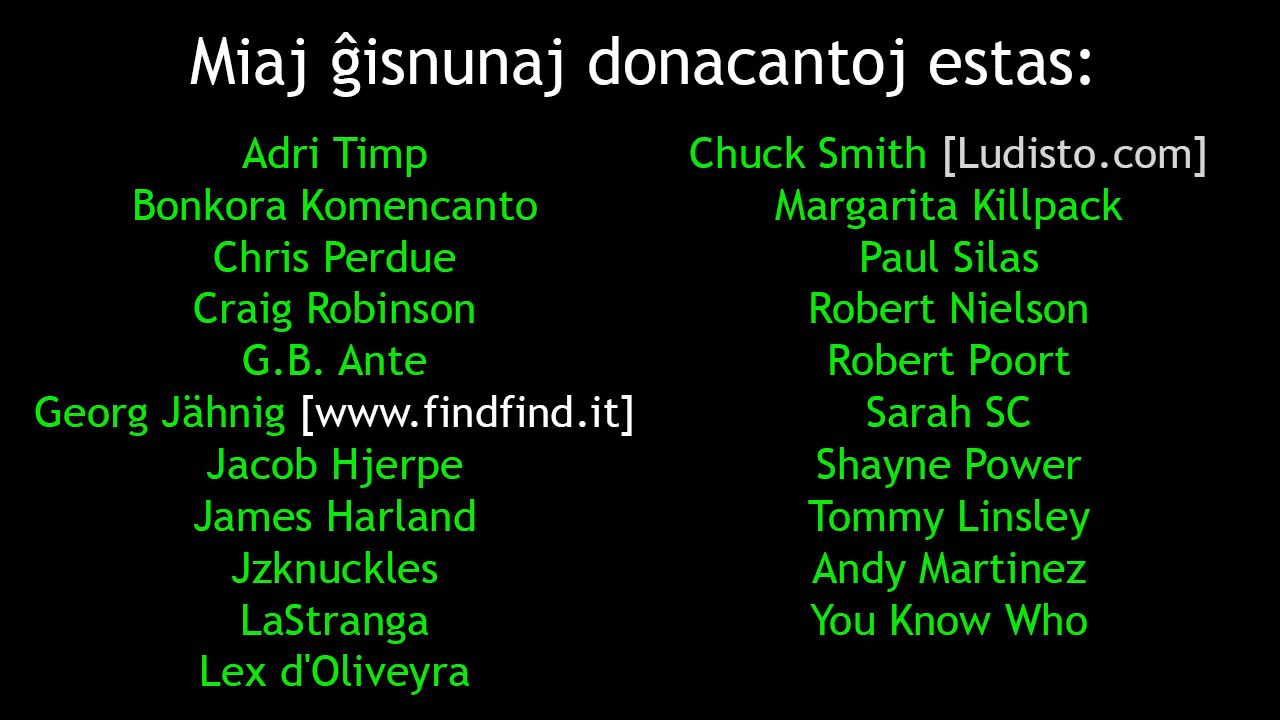 Miaj ĝisnunaj donacantoj estas:
Adri Timp
Bonkora Komencanto
Chris Perdue
Craig Robinson
G.B. Ante
Georg Jähnig [www.findfind.it]
Jacob Hjerpe
James Harland
Jzknuckles
LaStranga
Lex d'Oliveyra
Chuck Smith [Ludisto.com]
Margarita Killpack
Paul Silas
Robert Nielson
Robert Poort
Sarah SC
Shayne Power
Tommy Linsley
Andy Martinez
You Know Who